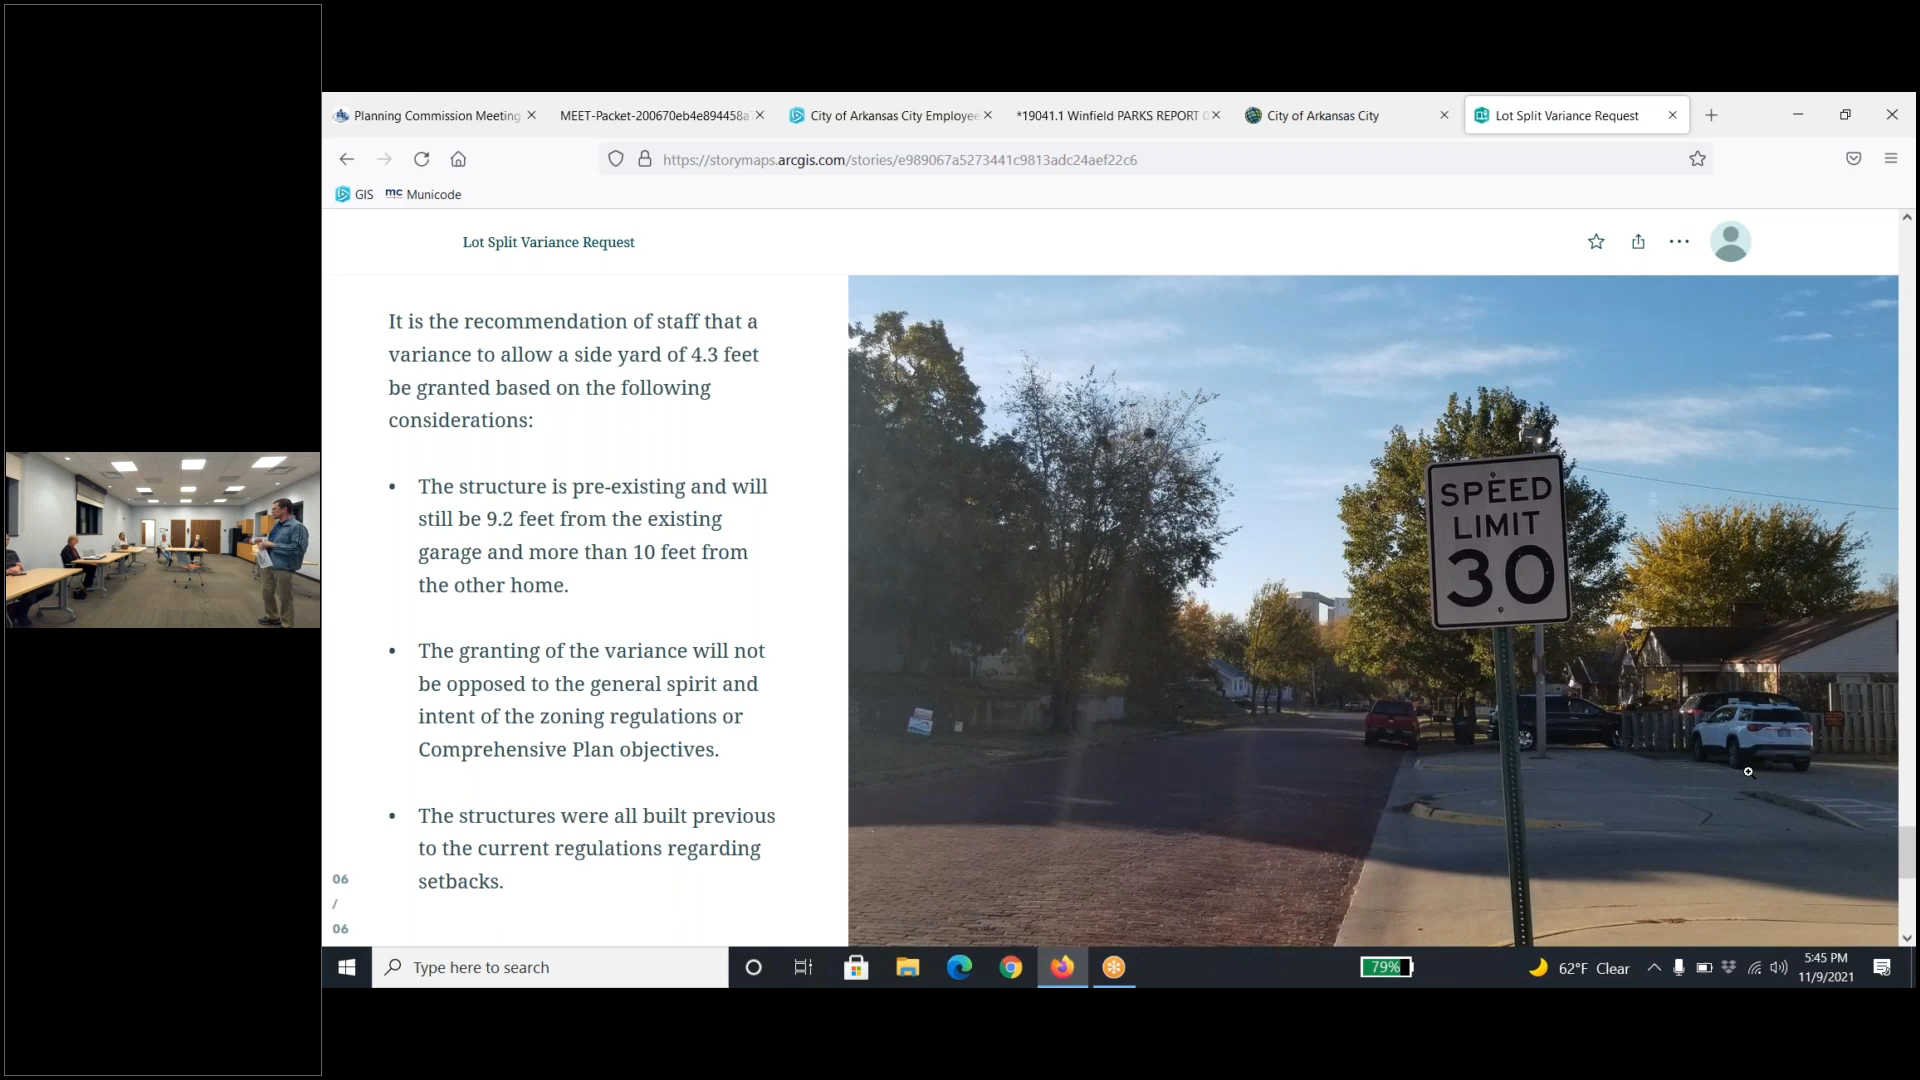 Planning Commission Meeting
MEET-Packet-200670eb4e894458a
City of Arkansas City Employee
*19041.1 Winfield PARKS REPORT
City of Arkansas City
Lot Split Variance Request
https://storymaps.arcgis.com/stories/e989067a5273441c9813adc24aef22c6
GIS
mc Municode
Lot Split Variance Request
It is the recommendation of staff that a
variance to allow a side yard of 4.3 feet
be granted based on the following
considerations:
• The structure is pre-existing and will
still be 9.2 feet from the existing
garage and more than 10 feet from
the other home.
• The granting of the variance will not
be opposed to the general spirit and
intent of the zoning regulations or
Comprehensive Plan objectives.
• The structures were all built previous
to the current regulations regarding
setbacks.
06
/
06
SPEED
LIMIT
30
Type here to search
79%
62°F Clear
5:45 PM
11/9/2021